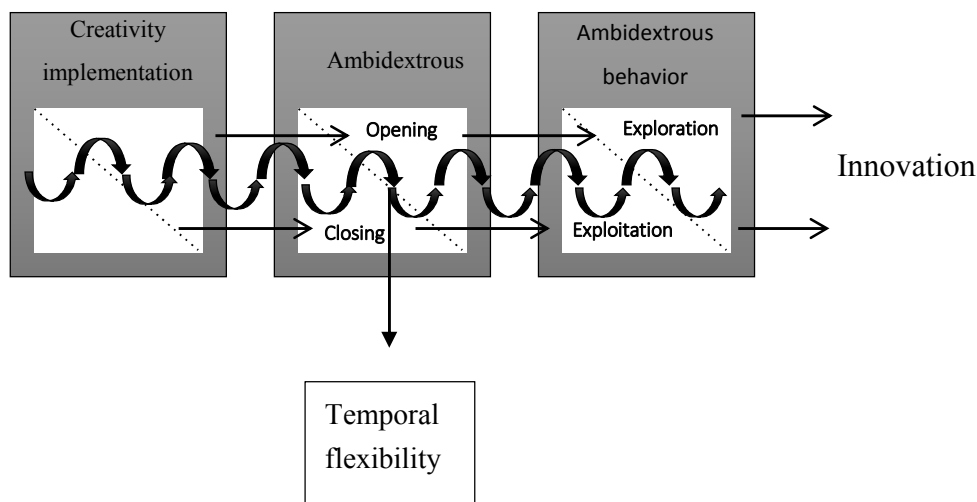 Creativity
implementation
Ambidextrous
Ambidextrous
behavior
Opening
Closing
Exploration
Exploitation
Innovation
Temporal
flexibility